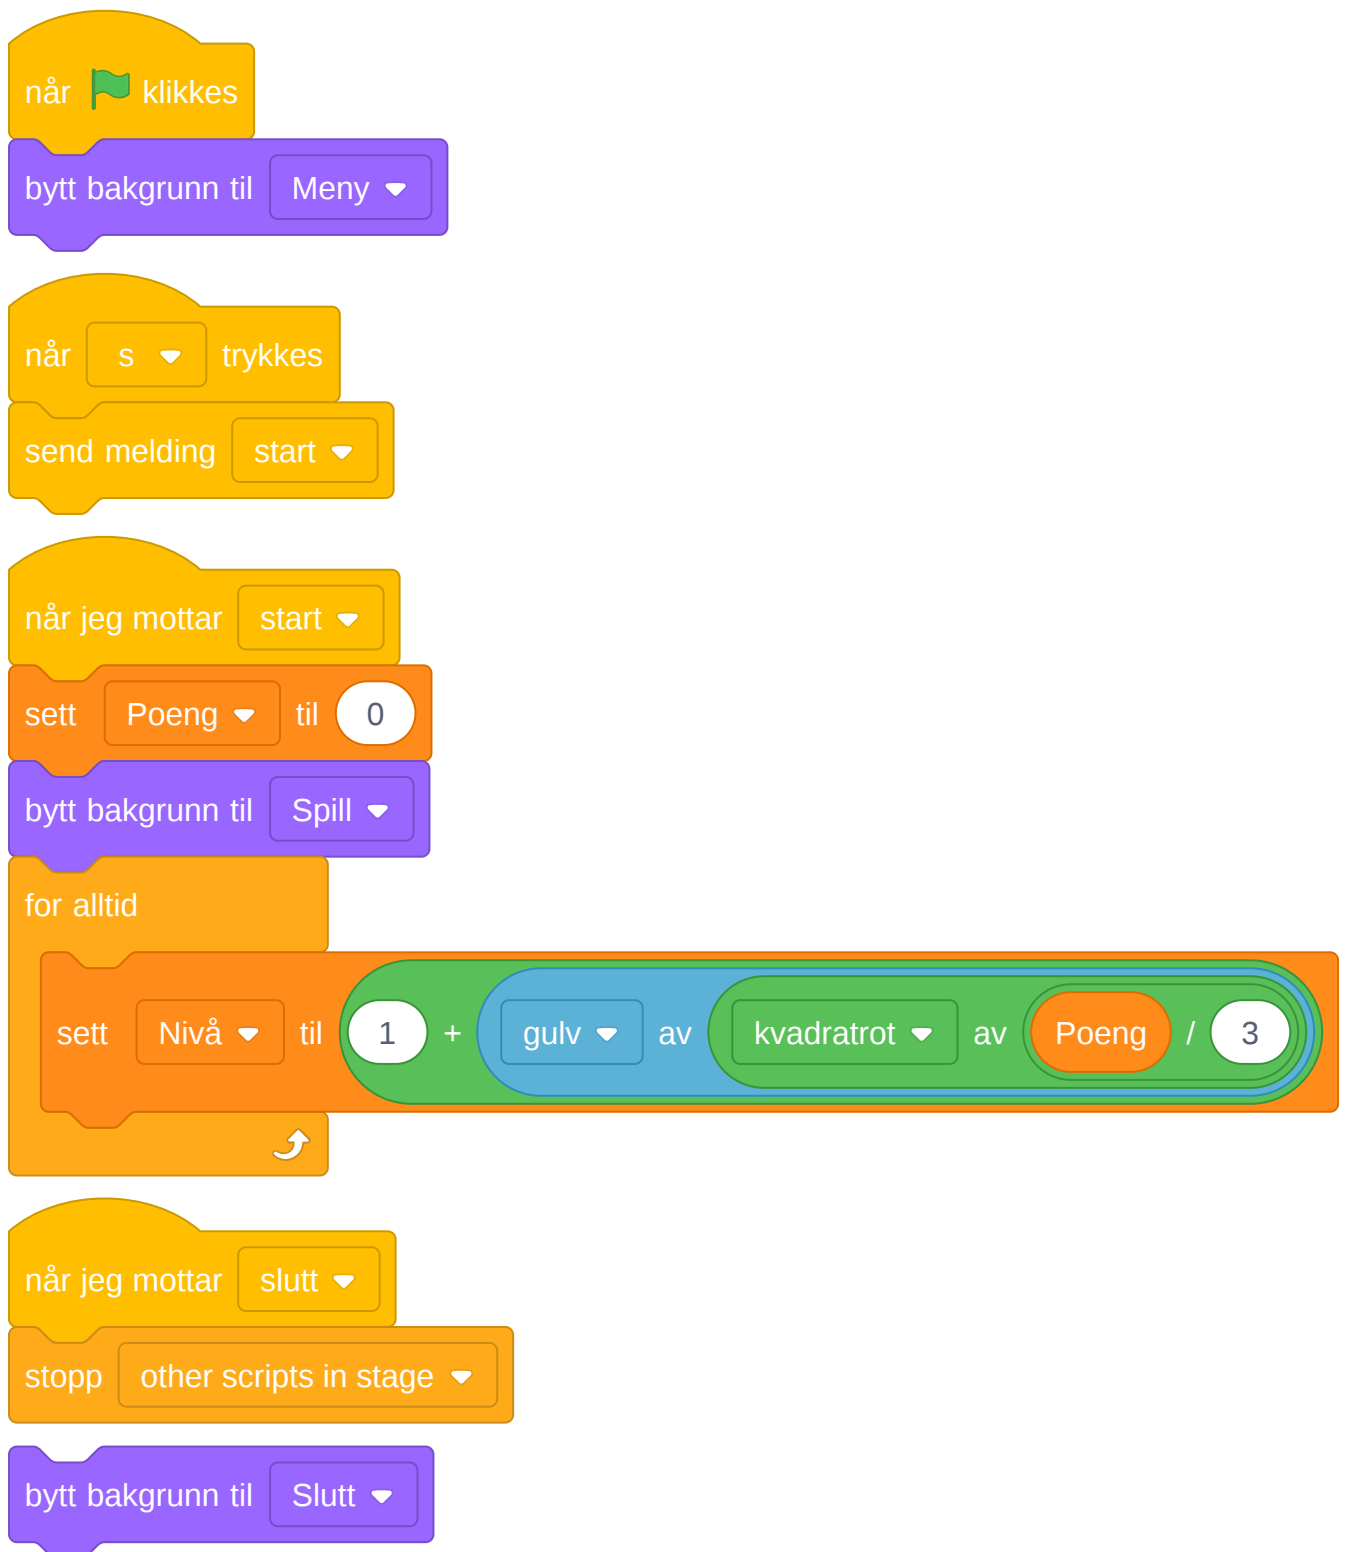 når klikkes
bytt bakgrunn til Meny
når s trykkes
send melding start
når jeg mottar start
sett Poeng til 0
bytt bakgrunn til Spill
for alltid
sett Nivå til 1 + gulv av kvadratrot av Poeng / 3
når jeg mottar slutt
stopp other scripts in stage
bytt bakgrunn til Slutt